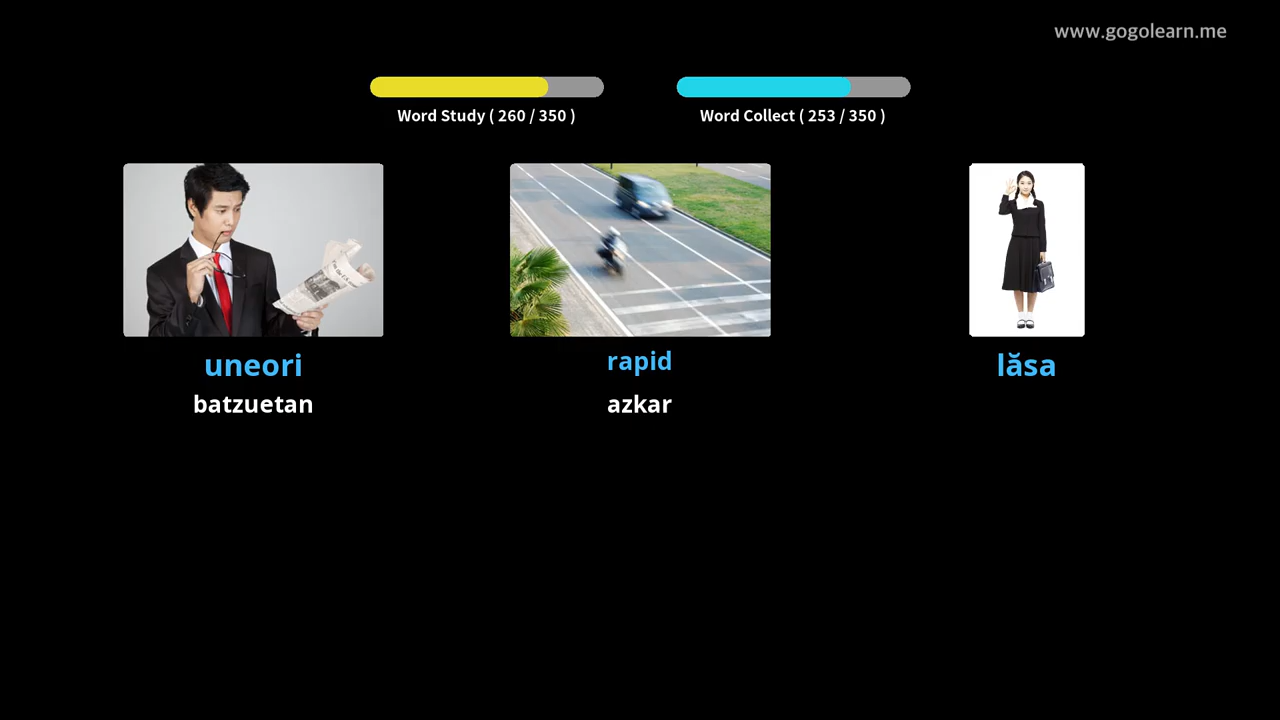 www.gogolearn.me
Word Study ( 260 / 350 )
Word Collect ( 253 / 350 )
uneori
batzuetan
rapid
azkar
lăsa